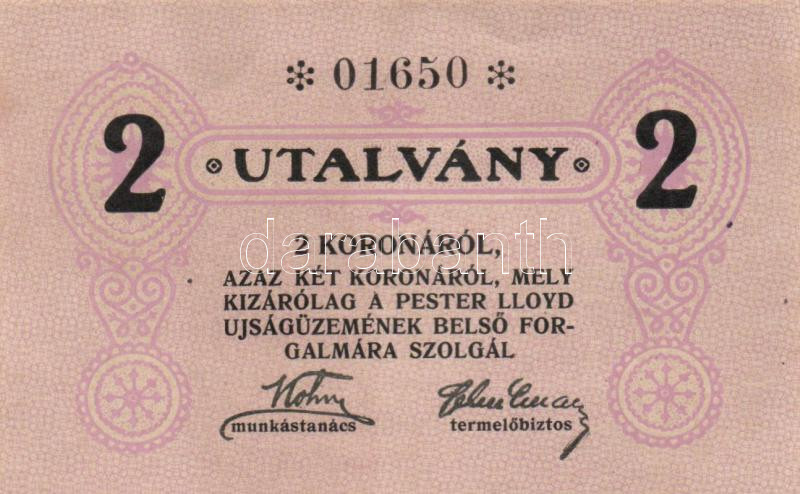 * 01650 *
2 UTALVÁNY 2
2 KORONÁRÓL,
AZAZ KÉT KORONÁRÓL, MELY
KIZÁRÓLAG A PESTER LLOYD
UJSÁGÜZEMÉNEK BELSŐ FOR-
GALMÁRA SZOLGÁL
munkástanács termelőbiztos
darabanth